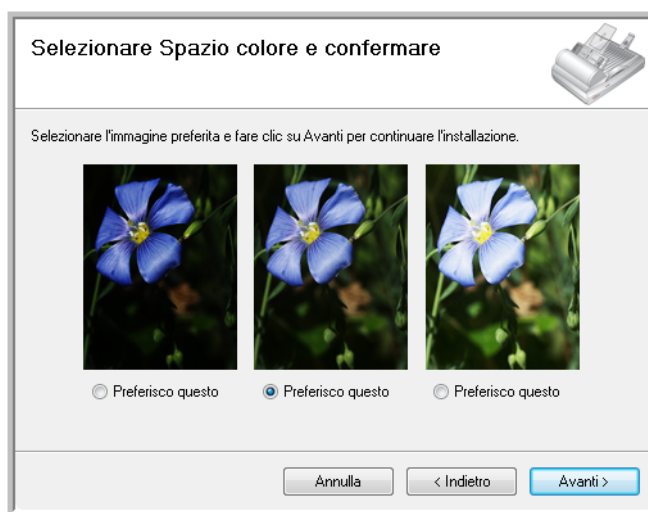 Selezionare Spazio colore e confermare
Selezionare l'immagine preferita e fare clic su Avanti per continuare l'installazione.
Preferisco questo Preferisco questo Preferisco questo
Annulla < Indietro Avanti >